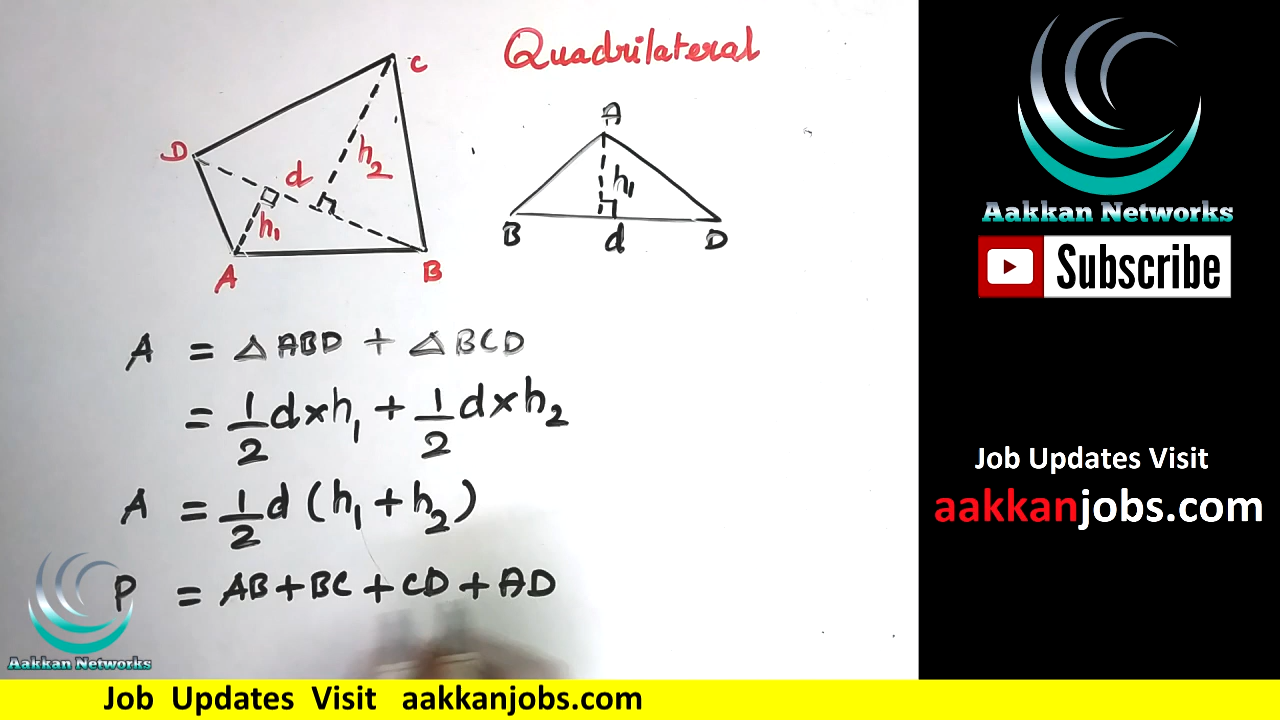 Quadrilateral
C
D
d
h₂
h₁
A
B
A
h₁
B
d
D
A = △ABD + △BCD
= 1/2 d×h₁ + 1/2 d×h₂
A = 1/2 d (h₁ + h₂)
P = AB + BC + CD + AD
Aakkan Networks
Job Updates Visit aakkanjobs.com
Aakkan Networks
Subscribe
Job Updates Visit
aakkanjobs.com